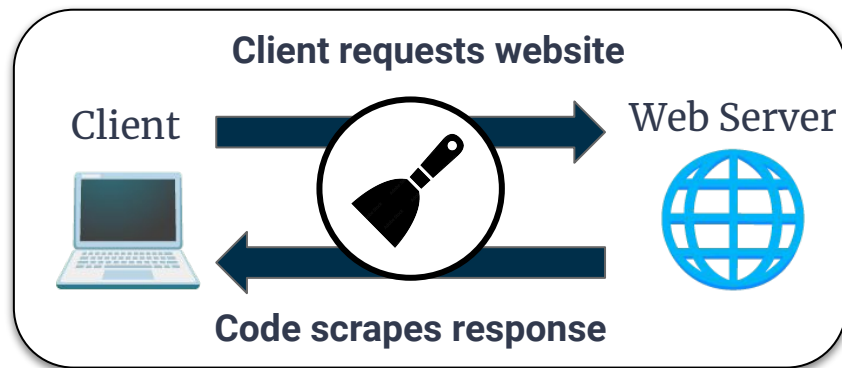 Client requests website
Client
Web Server
Code scrapes response